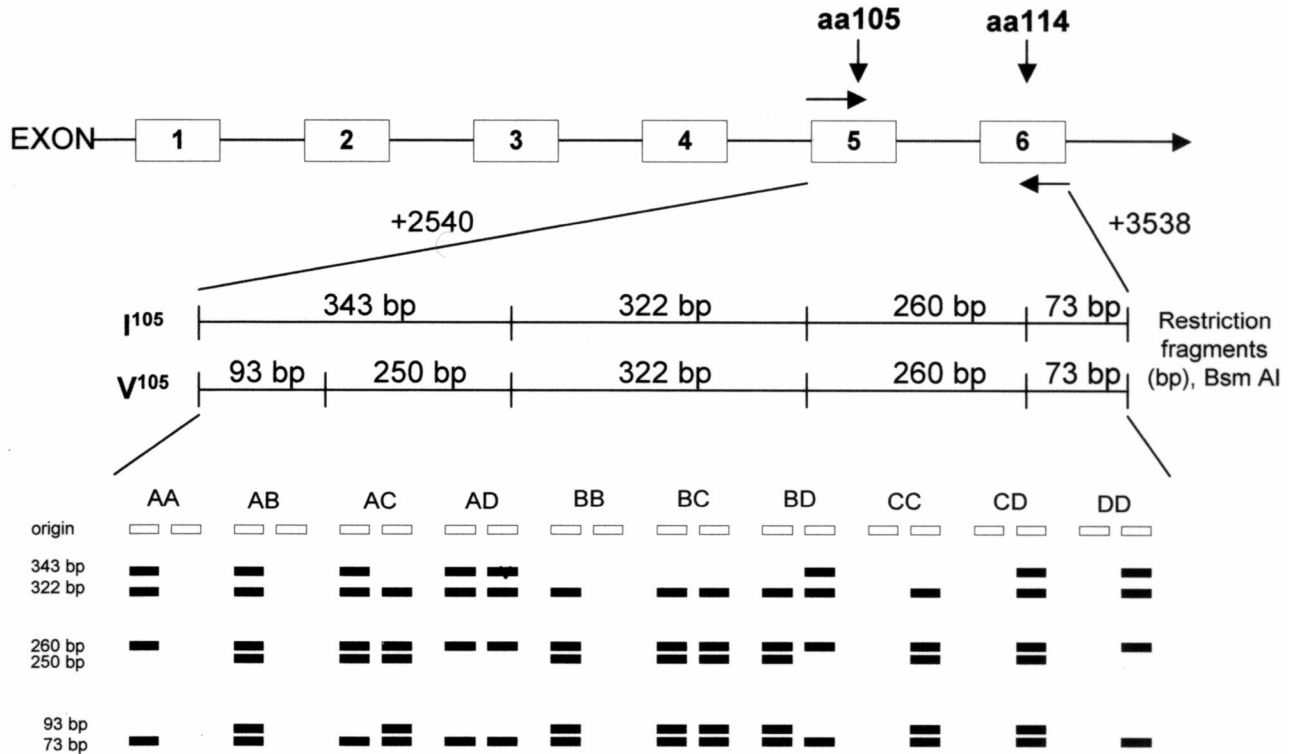 aa105 aa114
EXON 1 2 3 4 5 6
+2540 +3538
I105 343 bp 322 bp 260 bp 73 bp
V105 93 bp 250 bp 322 bp 260 bp 73 bp
Restriction
fragments
(bp), Bsm AI
AA AB AC AD BB BC BD CC CD DD
origin
343 bp
322 bp
260 bp
250 bp
93 bp
73 bp